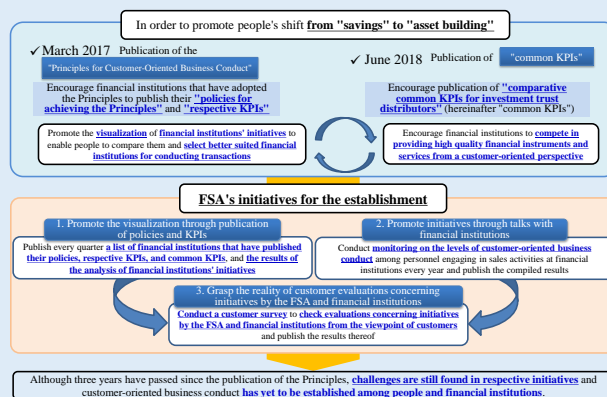 In order to promote people's shift from "savings" to "asset building"
✓ March 2017 Publication of the
"Principles for Customer-Oriented Business Conduct"
Encourage financial institutions that have adopted
the Principles to publish their "policies for
achieving the Principles" and "respective KPIs"
Promote the visualization of financial institutions' initiatives to
enable people to compare them and select better suited financial
institutions for conducting transactions
✓ June 2018 Publication of "common KPIs"
Encourage publication of "comparative
common KPIs for investment trust
distributors" (hereinafter "common KPIs")
Encourage financial institutions to compete in
providing high quality financial instruments and
services from a customer-oriented perspective
FSA's initiatives for the establishment
1. Promote the visualization through publication
of policies and KPIs
Publish every quarter a list of financial institutions that have published
their policies, respective KPIs, and common KPIs, and the results of
the analysis of financial institutions' initiatives
2. Promote initiatives through talks with
financial institutions
Conduct monitoring on the levels of customer-oriented business
conduct among personnel engaging in sales activities at financial
institutions every year and publish the compiled results
3. Grasp the reality of customer evaluations concerning
initiatives by the FSA and financial institutions
Conduct a customer survey to check evaluations concerning initiatives
by the FSA and financial institutions from the viewpoint of customers
and publish the results thereof
Although three years have passed since the publication of the Principles, challenges are still found in respective initiatives and
customer-oriented business conduct has yet to be established among people and financial institutions.